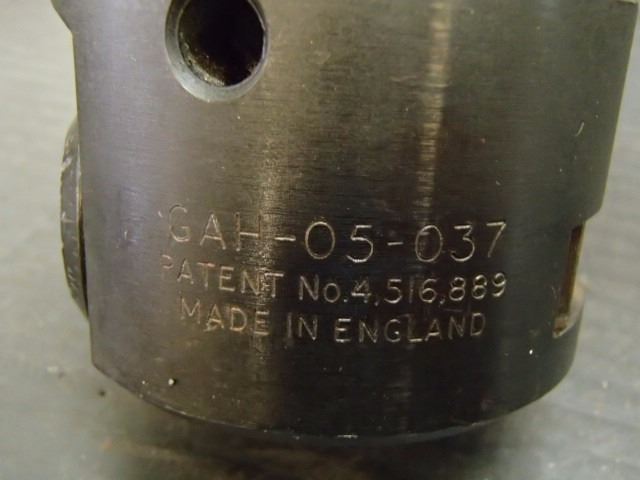 GAH-05-037
PATENT No. 4,516,889
MADE IN ENGLAND